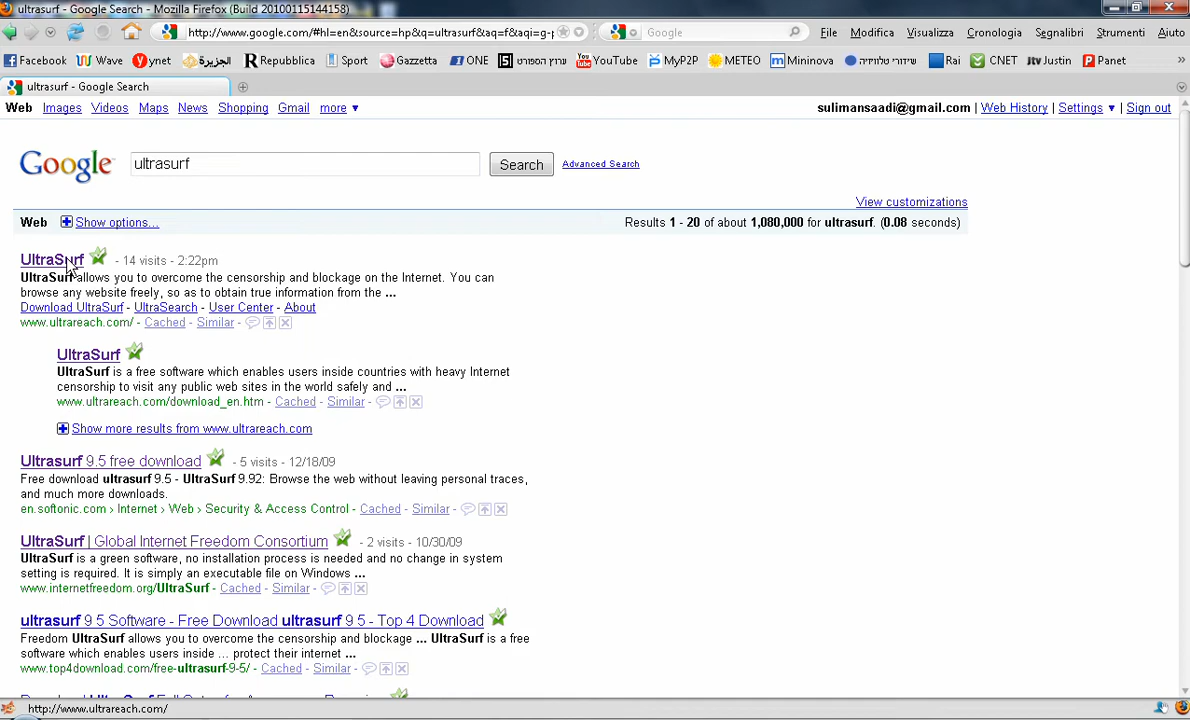 ultrasurf - Google Search - Mozilla Firefox (Build 20100115144158)
http://www.google.com/#hl=en&source=hp&q=ultrasurf&aq=f&aqi=g-p
Google
File Modifica Visualizza Cronologia Segnalibri Strumenti Aiuto
Facebook Wave ynet الجزيرة Repubblica Sport Gazzetta ONE ערוץ הספורט YouTube MyP2P METEO Mininova שידורי טלוויזיה Rai CNET Justin Panet
ultrasurf - Google Search
Web Images Videos Maps News Shopping Gmail more ▼
sulimansaadi@gmail.com | Web History | Settings ▼ | Sign out
Google
ultrasurf
Search
Advanced Search
View customizations
Web Show options...
Results 1 - 20 of about 1,080,000 for ultrasurf. (0.08 seconds)
UltraSurf - 14 visits - 2:22pm
UltraSurf allows you to overcome the censorship and blockage on the Internet. You can
browse any website freely, so as to obtain true information from the ...
Download UltraSurf - UltraSearch - User Center - About
www.ultrareach.com/ - Cached - Similar -
UltraSurf
UltraSurf is a free software which enables users inside countries with heavy Internet
censorship to visit any public web sites in the world safely and ...
www.ultrareach.com/download_en.htm - Cached - Similar -
Show more results from www.ultrareach.com
Ultrasurf 9.5 free download - 5 visits - 12/18/09
Free download ultrasurf 9.5 - UltraSurf 9.92: Browse the web without leaving personal traces,
and much more downloads.
en.softonic.com › Internet › Web › Security & Access Control - Cached - Similar -
UltraSurf | Global Internet Freedom Consortium - 2 visits - 10/30/09
UltraSurf is a green software, no installation process is needed and no change in system
setting is required. It is simply an executable file on Windows ...
www.internetfreedom.org/UltraSurf - Cached - Similar -
ultrasurf 9 5 Software - Free Download ultrasurf 9 5 - Top 4 Download
Freedom UltraSurf allows you to overcome the censorship and blockage ... UltraSurf is a free
software which enables users inside ... protect their internet ...
www.top4download.com/free-ultrasurf-9-5/ - Cached - Similar -
http://www.ultrareach.com/